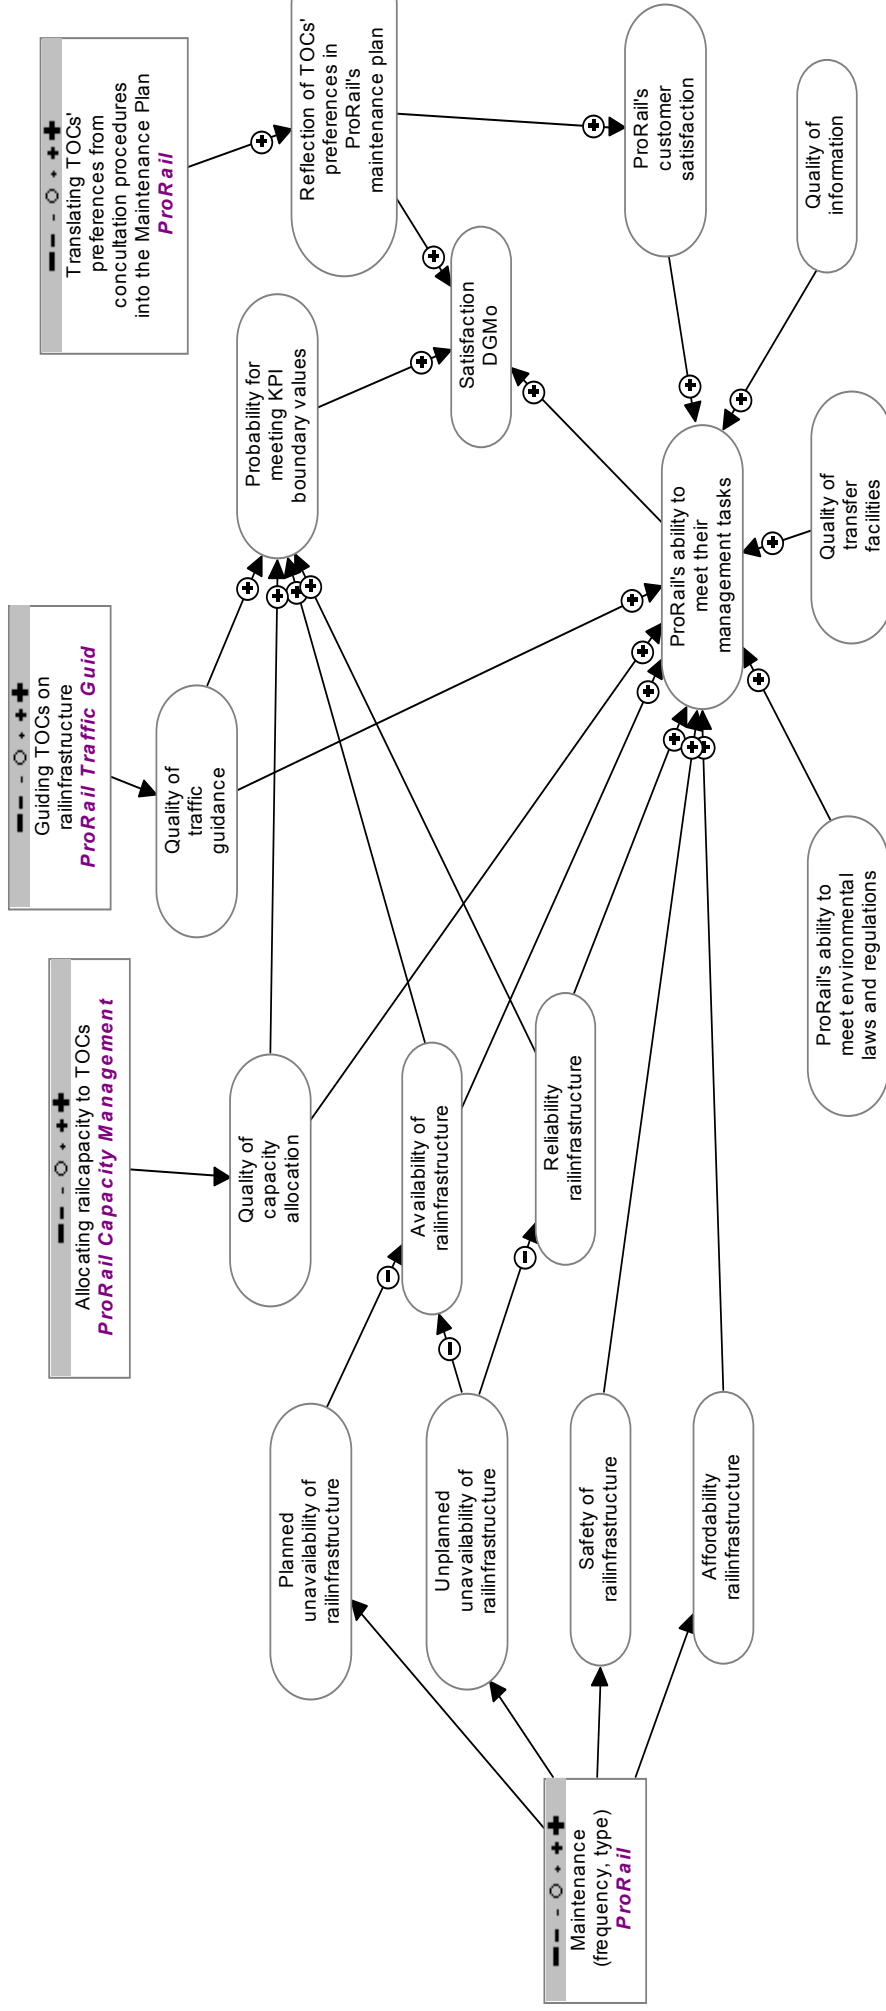 Translating TOCs'
preferences from
concultation procedures
into the Maintenance Plan
ProRail
Guiding TOCs on
railinfrastructure
ProRail Traffic Guid
Allocating railcapacity to TOCs
ProRail Capacity Management
Maintenance
(frequency, type)
ProRail
Reflection of TOCs'
preferences in
ProRail's
maintenance plan
Probability for
meeting KPI
boundary values
Quality of
traffic
guidance
Quality of
capacity
allocation
Planned
unavailability of
railinfrastructure
Unplanned
unavailability of
railinfrastructure
Availability of
railinfrastructure
Reliability
railinfrastructure
Safety of
railinfrastructure
Affordability
railinfrastructure
Satisfaction
DGMo
ProRail's
customer
satisfaction
ProRail's ability to
meet their
management tasks
Quality of
information
Quality of
transfer
facilities
ProRail's ability to
meet environmental
laws and regulations